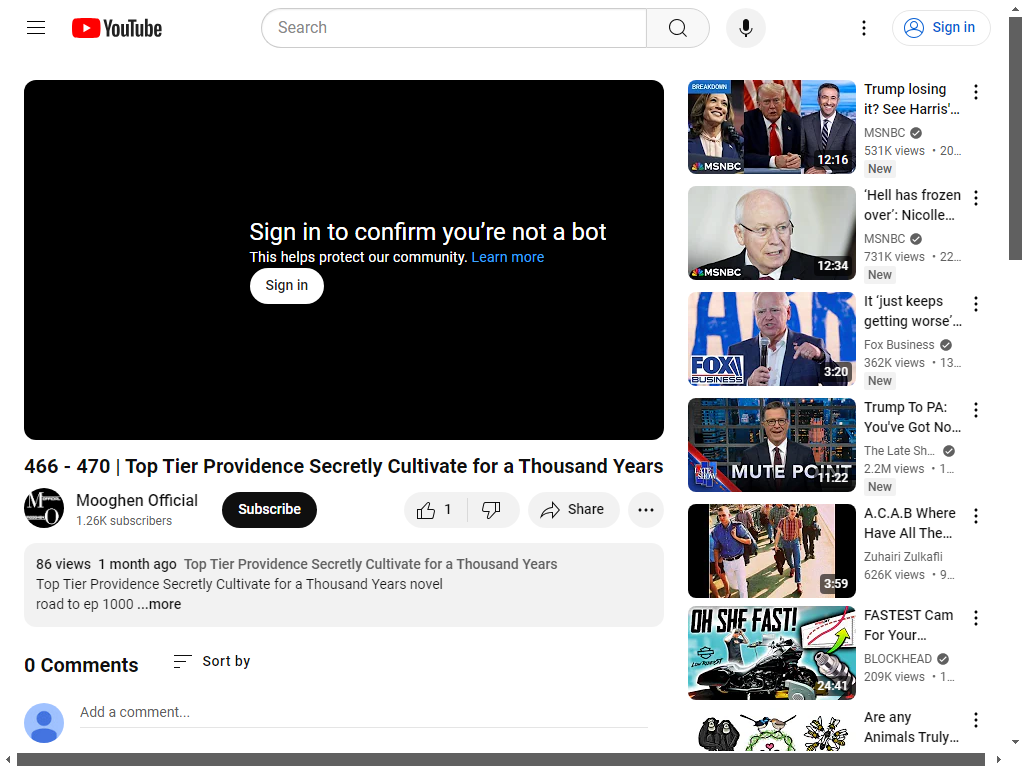 YouTube
Search
Sign in
Sign in to confirm you’re not a bot
This helps protect our community. Learn more
Sign in
466 - 470 | Top Tier Providence Secretly Cultivate for a Thousand Years
Mooghen Official
1.26K subscribers
Subscribe
1
Share
86 views 1 month ago Top Tier Providence Secretly Cultivate for a Thousand Years
Top Tier Providence Secretly Cultivate for a Thousand Years novel
road to ep 1000 ...more
0 Comments
Sort by
Add a comment...
BREAKDOWN
MSNBC
12:16
Trump losing
it? See Harris'...
MSNBC
531K views • 20...
New
MSNBC
12:34
‘Hell has frozen
over’: Nicolle...
MSNBC
731K views • 22...
New
FOX
BUSINESS
3:20
It ‘just keeps
getting worse’...
Fox Business
362K views • 13...
New
LATE SHOW
MUTE POINT
11:22
Trump To PA:
You've Got No...
The Late Sh...
2.2M views • 1...
New
3:59
A.C.A.B Where
Have All The...
Zuhairi Zulkafli
626K views • 9...
OH SHE FAST!
24:41
FASTEST Cam
For Your...
BLOCKHEAD
209K views • 1...
Are any
Animals Truly...